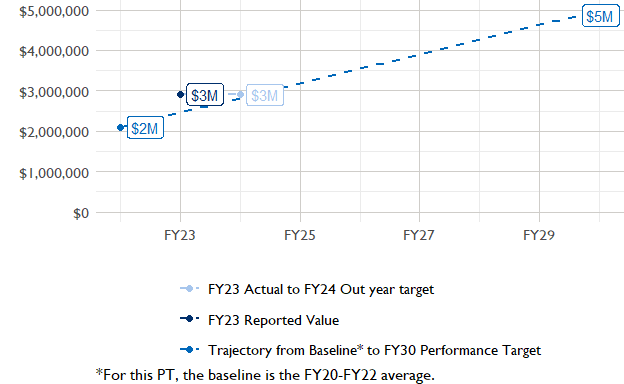 $5,000,000
$5M
$4,000,000
$3,000,000
$3M
$3M
$2,000,000
$2M
$1,000,000
$0
FY23
FY25
FY27
FY29
FY23 Actual to FY24 Out year target
FY23 Reported Value
Trajectory from Baseline* to FY30 Performance Target
*For this PT, the baseline is the FY20-FY22 average.